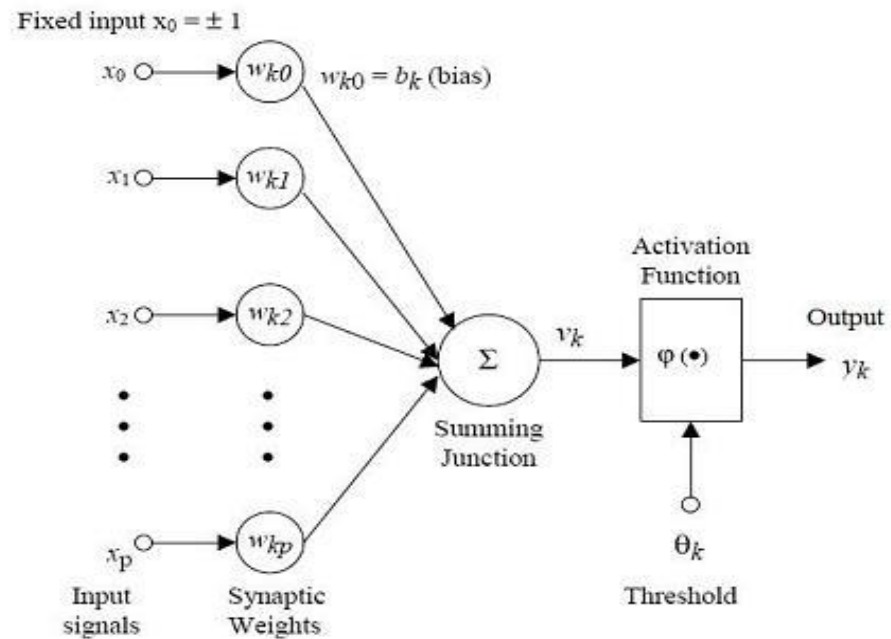 Fixed input x₀ = ± 1
x₀
wₖ₀
wₖ₀ = bₖ (bias)
x₁
wₖ₁
x₂
wₖ₂
xₚ
wₖₚ
Σ
Summing
Junction
vₖ
Activation
Function
φ (•)
Output
yₖ
θₖ
Threshold
Input
signals
Synaptic
Weights